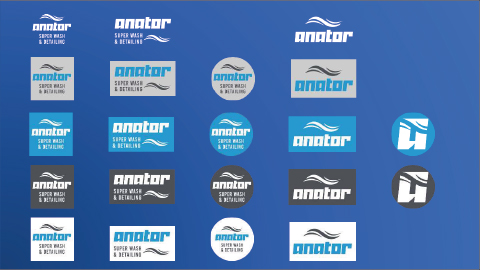 anator
SUPER WASH
& DETAILING
anator
SUPER WASH
& DETAILING
anator
anator
SUPER WASH
& DETAILING
anator
SUPER WASH
& DETAILING
anator
SUPER WASH
& DETAILING
anator
anator
SUPER WASH
& DETAILING
anator
SUPER WASH
& DETAILING
anator
SUPER WASH
& DETAILING
anator
a
anator
SUPER WASH
& DETAILING
anator
SUPER WASH
& DETAILING
anator
SUPER WASH
& DETAILING
anator
a
anator
SUPER WASH
& DETAILING
anator
SUPER WASH
& DETAILING
anator
SUPER WASH
& DETAILING
anator